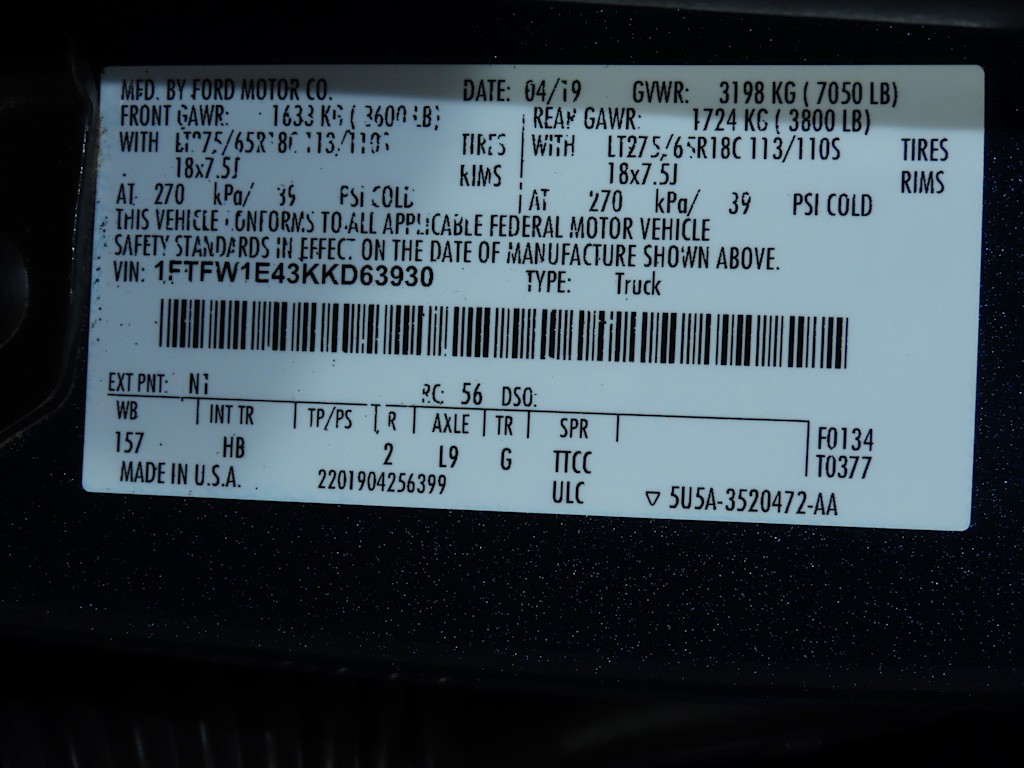 MFD. BY FORD MOTOR CO. DATE: 04/19 GVWR: 3198 KG ( 7050 LB)
FRONT GAWR: 1633 KG ( 3600 LB) REAR GAWR: 1724 KG ( 3800 LB)
WITH LT275/65R18C 113/110S TIRES WITH LT275/65R18C 113/110S TIRES
18x7.5J RIMS 18x7.5J RIMS
AT 270 kPa/ 39 PSI COLD AT 270 kPa/ 39 PSI COLD
THIS VEHICLE CONFORMS TO ALL APPLICABLE FEDERAL MOTOR VEHICLE
SAFETY STANDARDS IN EFFECT ON THE DATE OF MANUFACTURE SHOWN ABOVE.
VIN: 1FTFW1E43KKD63930 TYPE: Truck
EXT PNT: N1 RC: 56 DSO:
WB INT TR TP/PS R AXLE TR SPR F0134
157 HB 2 L9 G TTCC T0377
MADE IN U.S.A. 2201904256399 ULC ▽ 5U5A-3520472-AA